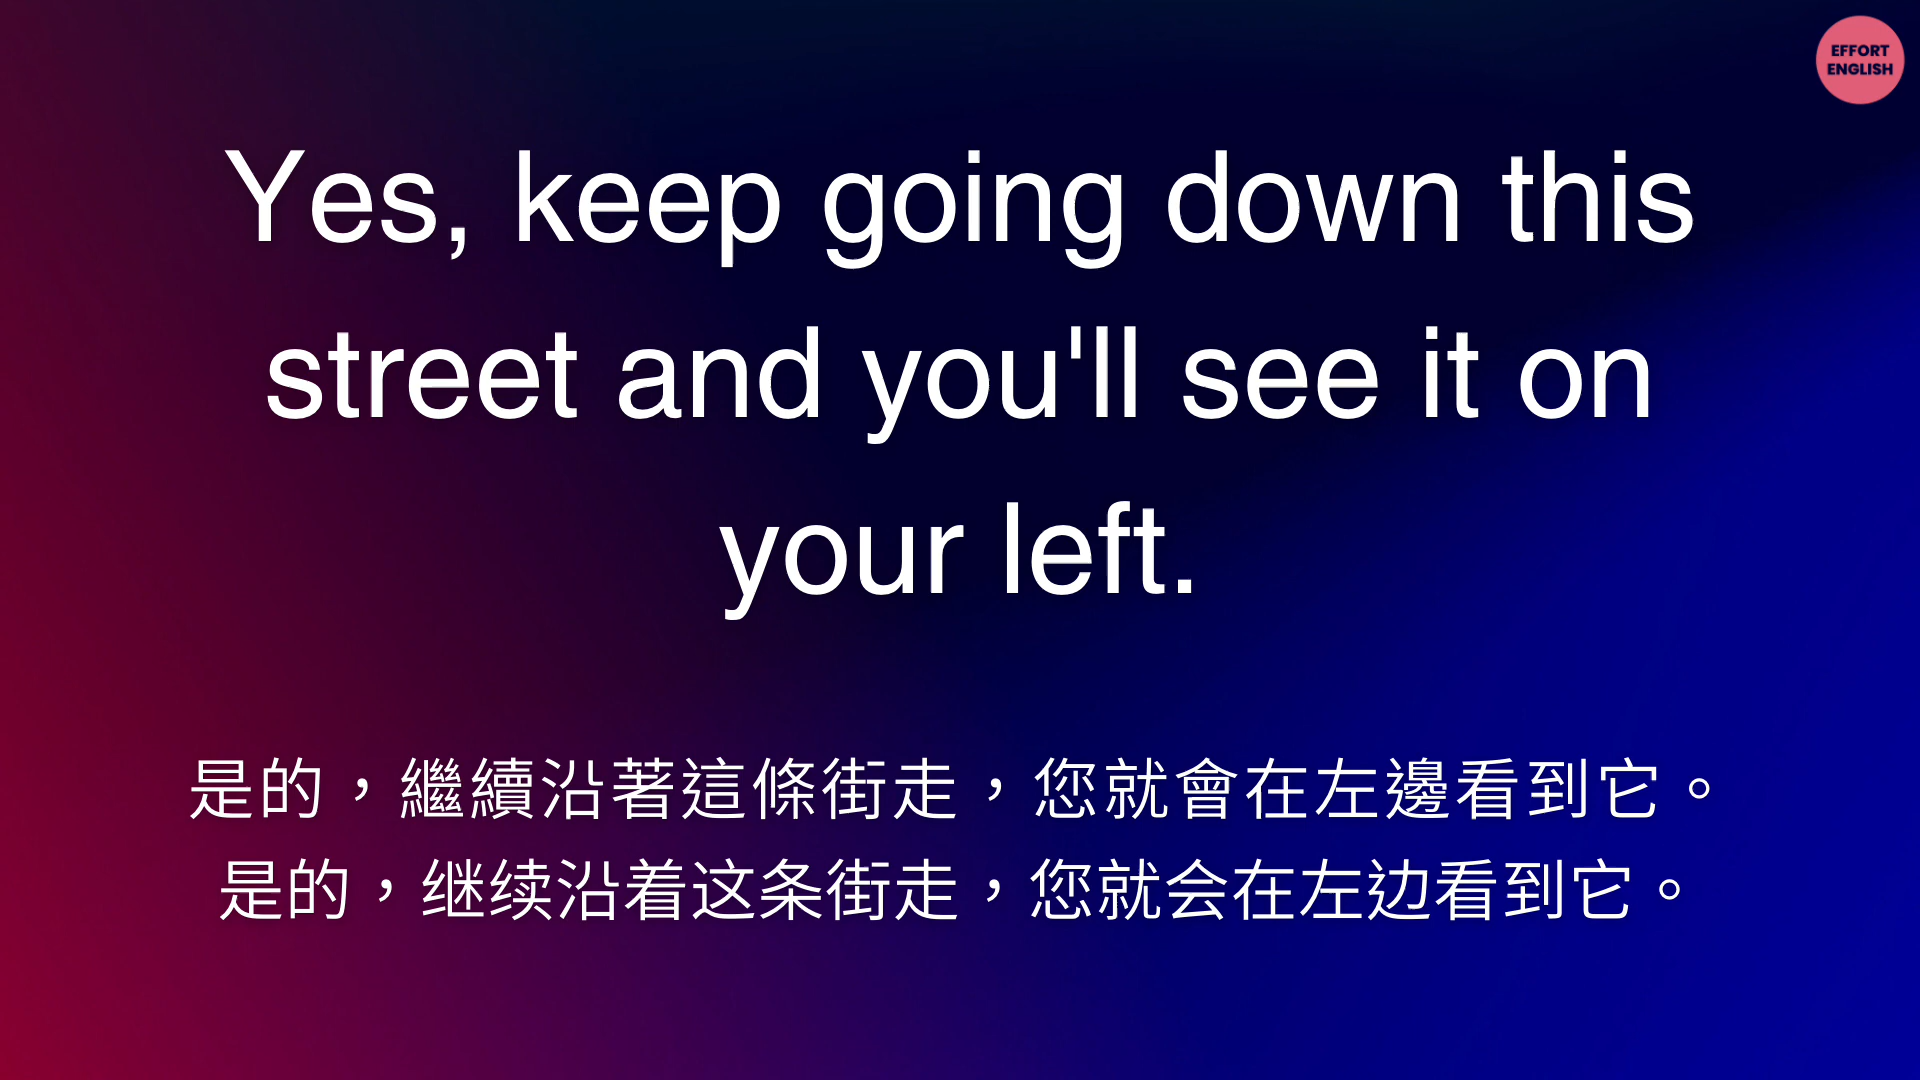 EFFORT
ENGLISH
Yes, keep going down this
street and you'll see it on
your left.
是的，繼續沿著這條街走，您就會在左邊看到它。
是的，继续沿着这条街走，您就会在左边看到它。